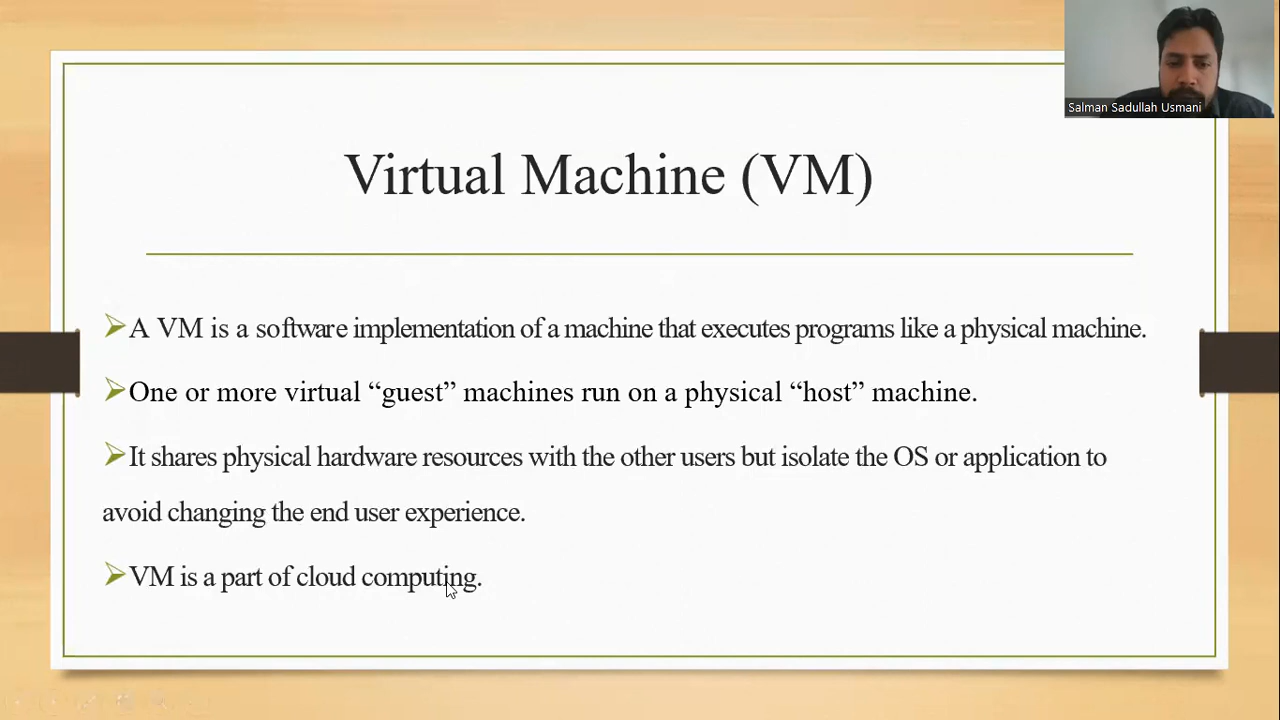 Salman Sadullah Usmani
Virtual Machine (VM)
➢A VM is a software implementation of a machine that executes programs like a physical machine.
➢One or more virtual “guest” machines run on a physical “host” machine.
➢It shares physical hardware resources with the other users but isolate the OS or application to
avoid changing the end user experience.
➢VM is a part of cloud computing.